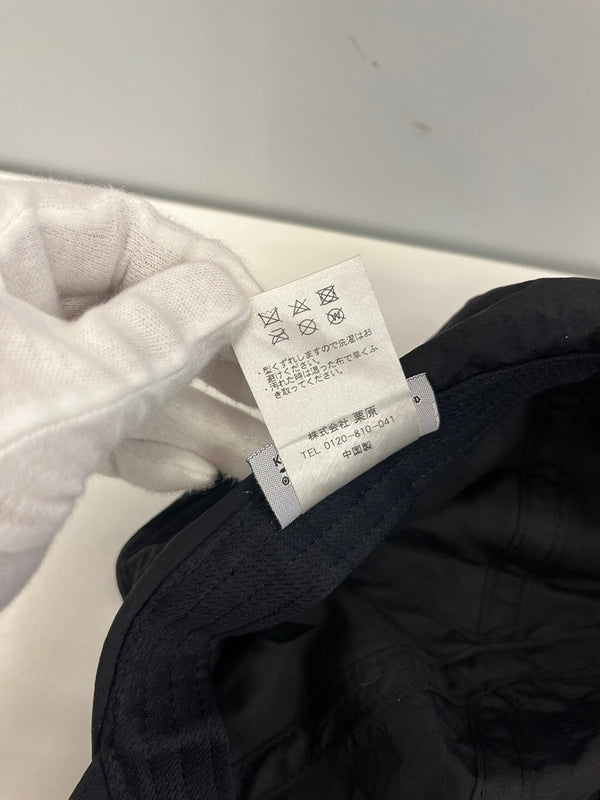 ・型くずれしますので洗濯はお
避けください。
・汚れた時は湿った布で早くふ
き取ってください。
株式会社 栗原
TEL 0120-810-041
中国製
K
®
D